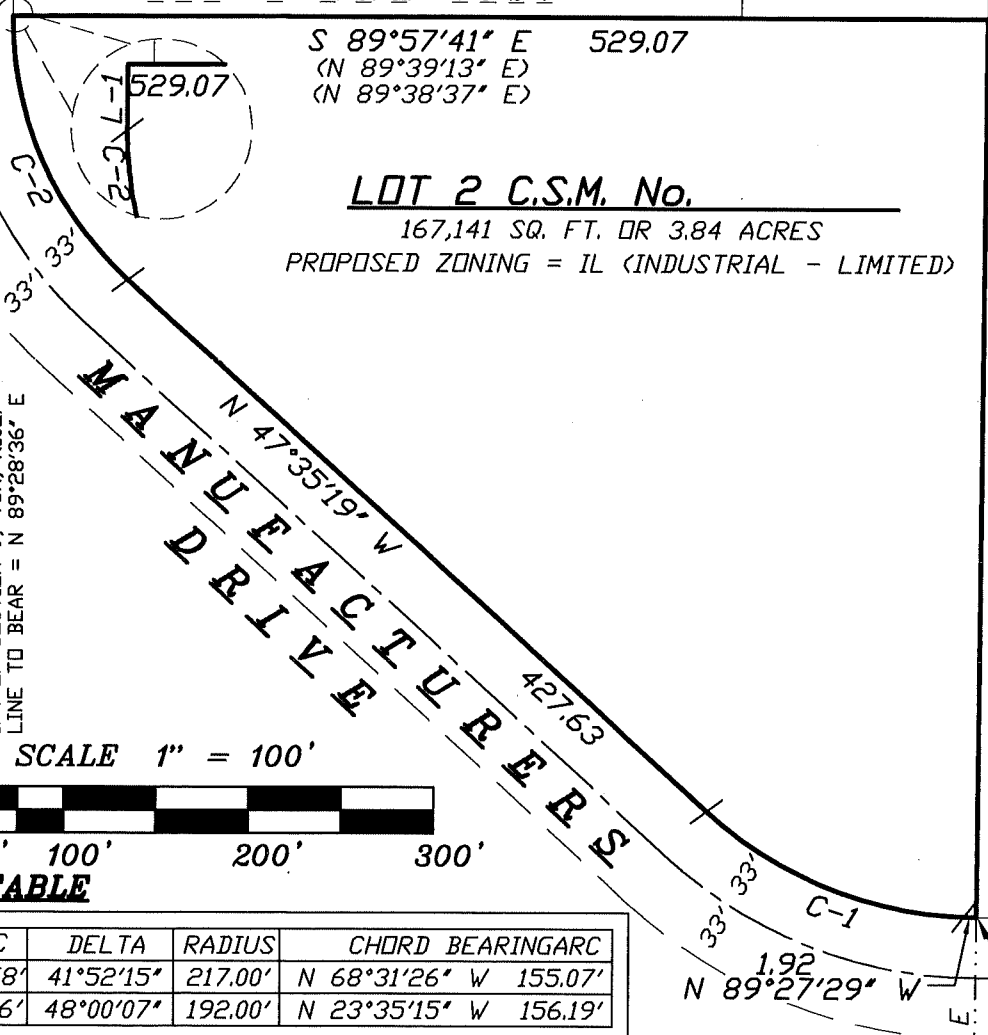 S 89°57'41" E 529.07
(N 89°39'13" E)
(N 89°38'37" E)
529.07
L-1
C-2
C-2
LOT 2 C.S.M. No.
167,141 SQ. FT. OR 3.84 ACRES
PROPOSED ZONING = IL (INDUSTRIAL - LIMITED)
33'
33'
MANUFACTURERS
DRIVE
N 47°35'19" W
427.63
LINE TO BEAR = N 89°28'36" E
SCALE 1" = 100'
100' 200' 300'
TABLE
C DELTA RADIUS CHORD BEARINGARC
8' 41°52'15" 217.00' N 68°31'26" W 155.07'
6' 48°00'07" 192.00' N 23°35'15" W 156.19'
33'
33'
C-1
1.92
N 89°27'29" W
E